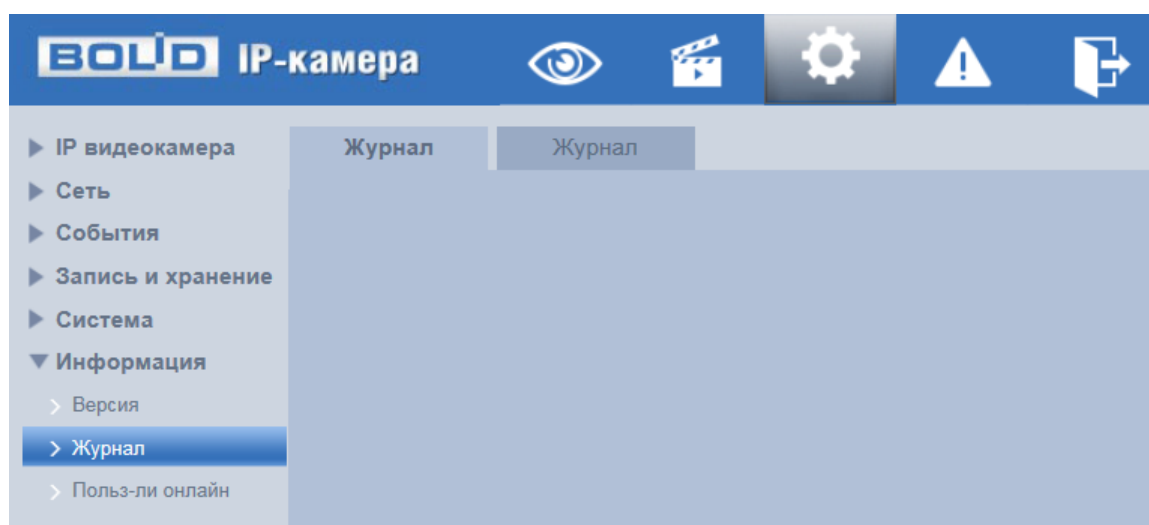 BOLID IP-камера
IP видеокамера
Сеть
События
Запись и хранение
Система
Информация
Версия
Журнал
Польз-ли онлайн
Журнал
Журнал